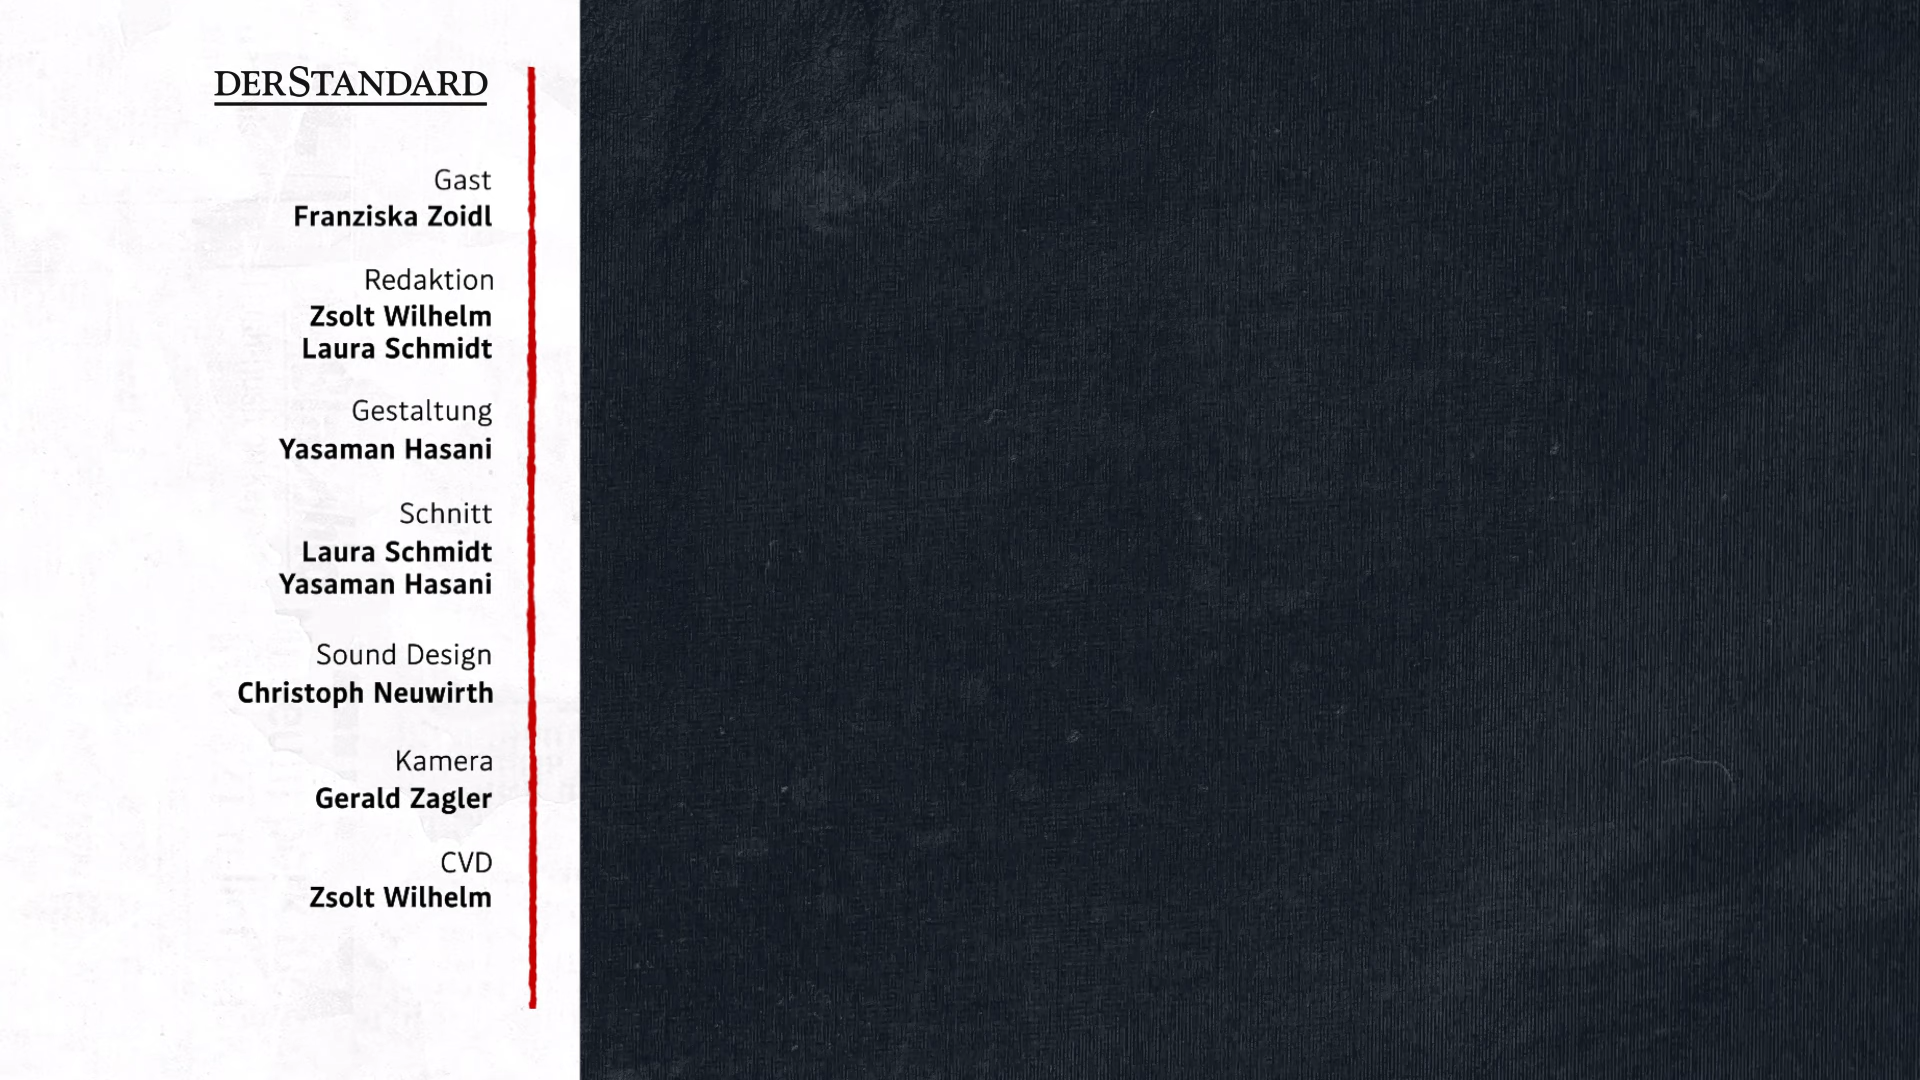 DERSTANDARD
Gast
Franziska Zoidl
Redaktion
Zsolt Wilhelm
Laura Schmidt
Gestaltung
Yasaman Hasani
Schnitt
Laura Schmidt
Yasaman Hasani
Sound Design
Christoph Neuwirth
Kamera
Gerald Zagler
CVD
Zsolt Wilhelm